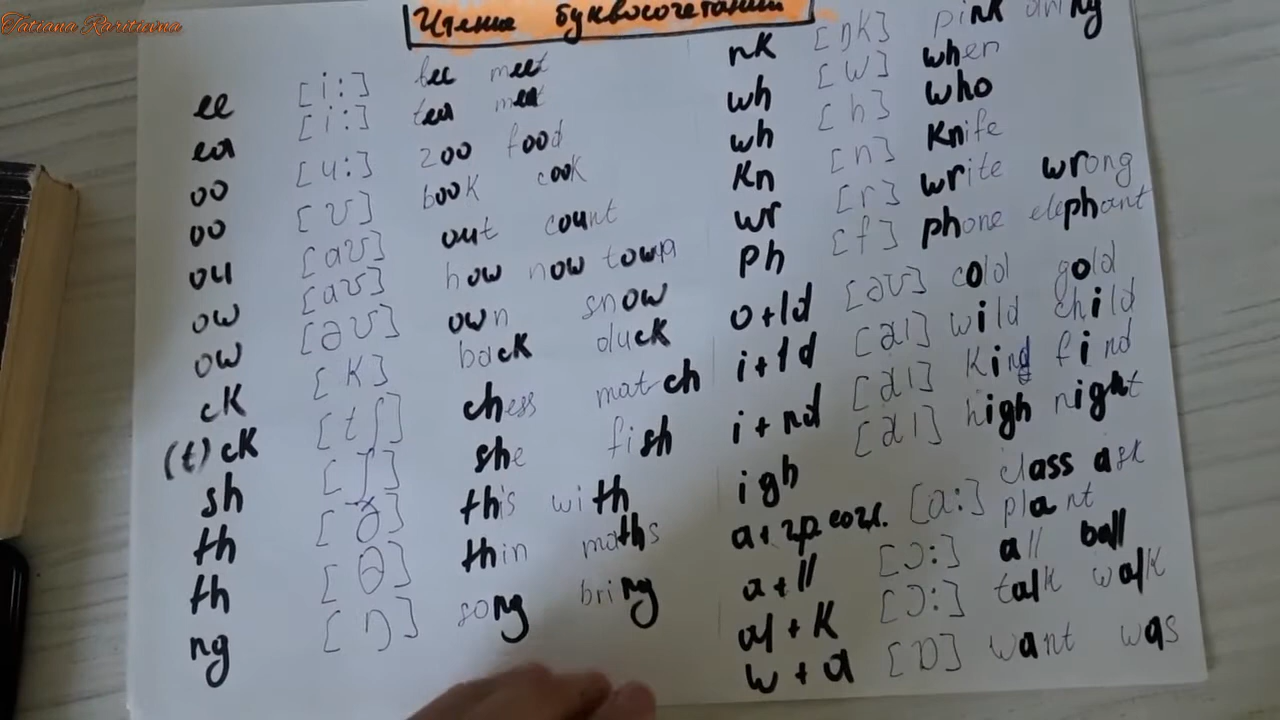 Tatiana Raritovna
Чтение буквосочетаний
ee [i:] bee meet
ea [i:] tea meat
oo [u:] zoo food
oo [ʊ] book cook
ou [aʊ] out count
ow [aʊ] how now town
ow [əʊ] own snow
ck [k] back duck
(t)ck [tʃ] chess match
sh [ʃ] she fish
th [ð] this with
th [θ] thin maths
ng [ŋ] song bring
nk [ŋk] pink
wh [w] when
wh [h] who
kn [n] knife
wr [r] write wrong
ph [f] phone elephant
o+ld [əʊ] cold gold
i+ld [aɪ] wild child
i+nd [aɪ] kind find
igh [aɪ] high night
class ask
a+гр согл. [a:] plant
a+ll [ɔ:] all ball
al+k [ɔ:] talk walk
w+a [ɒ] want was